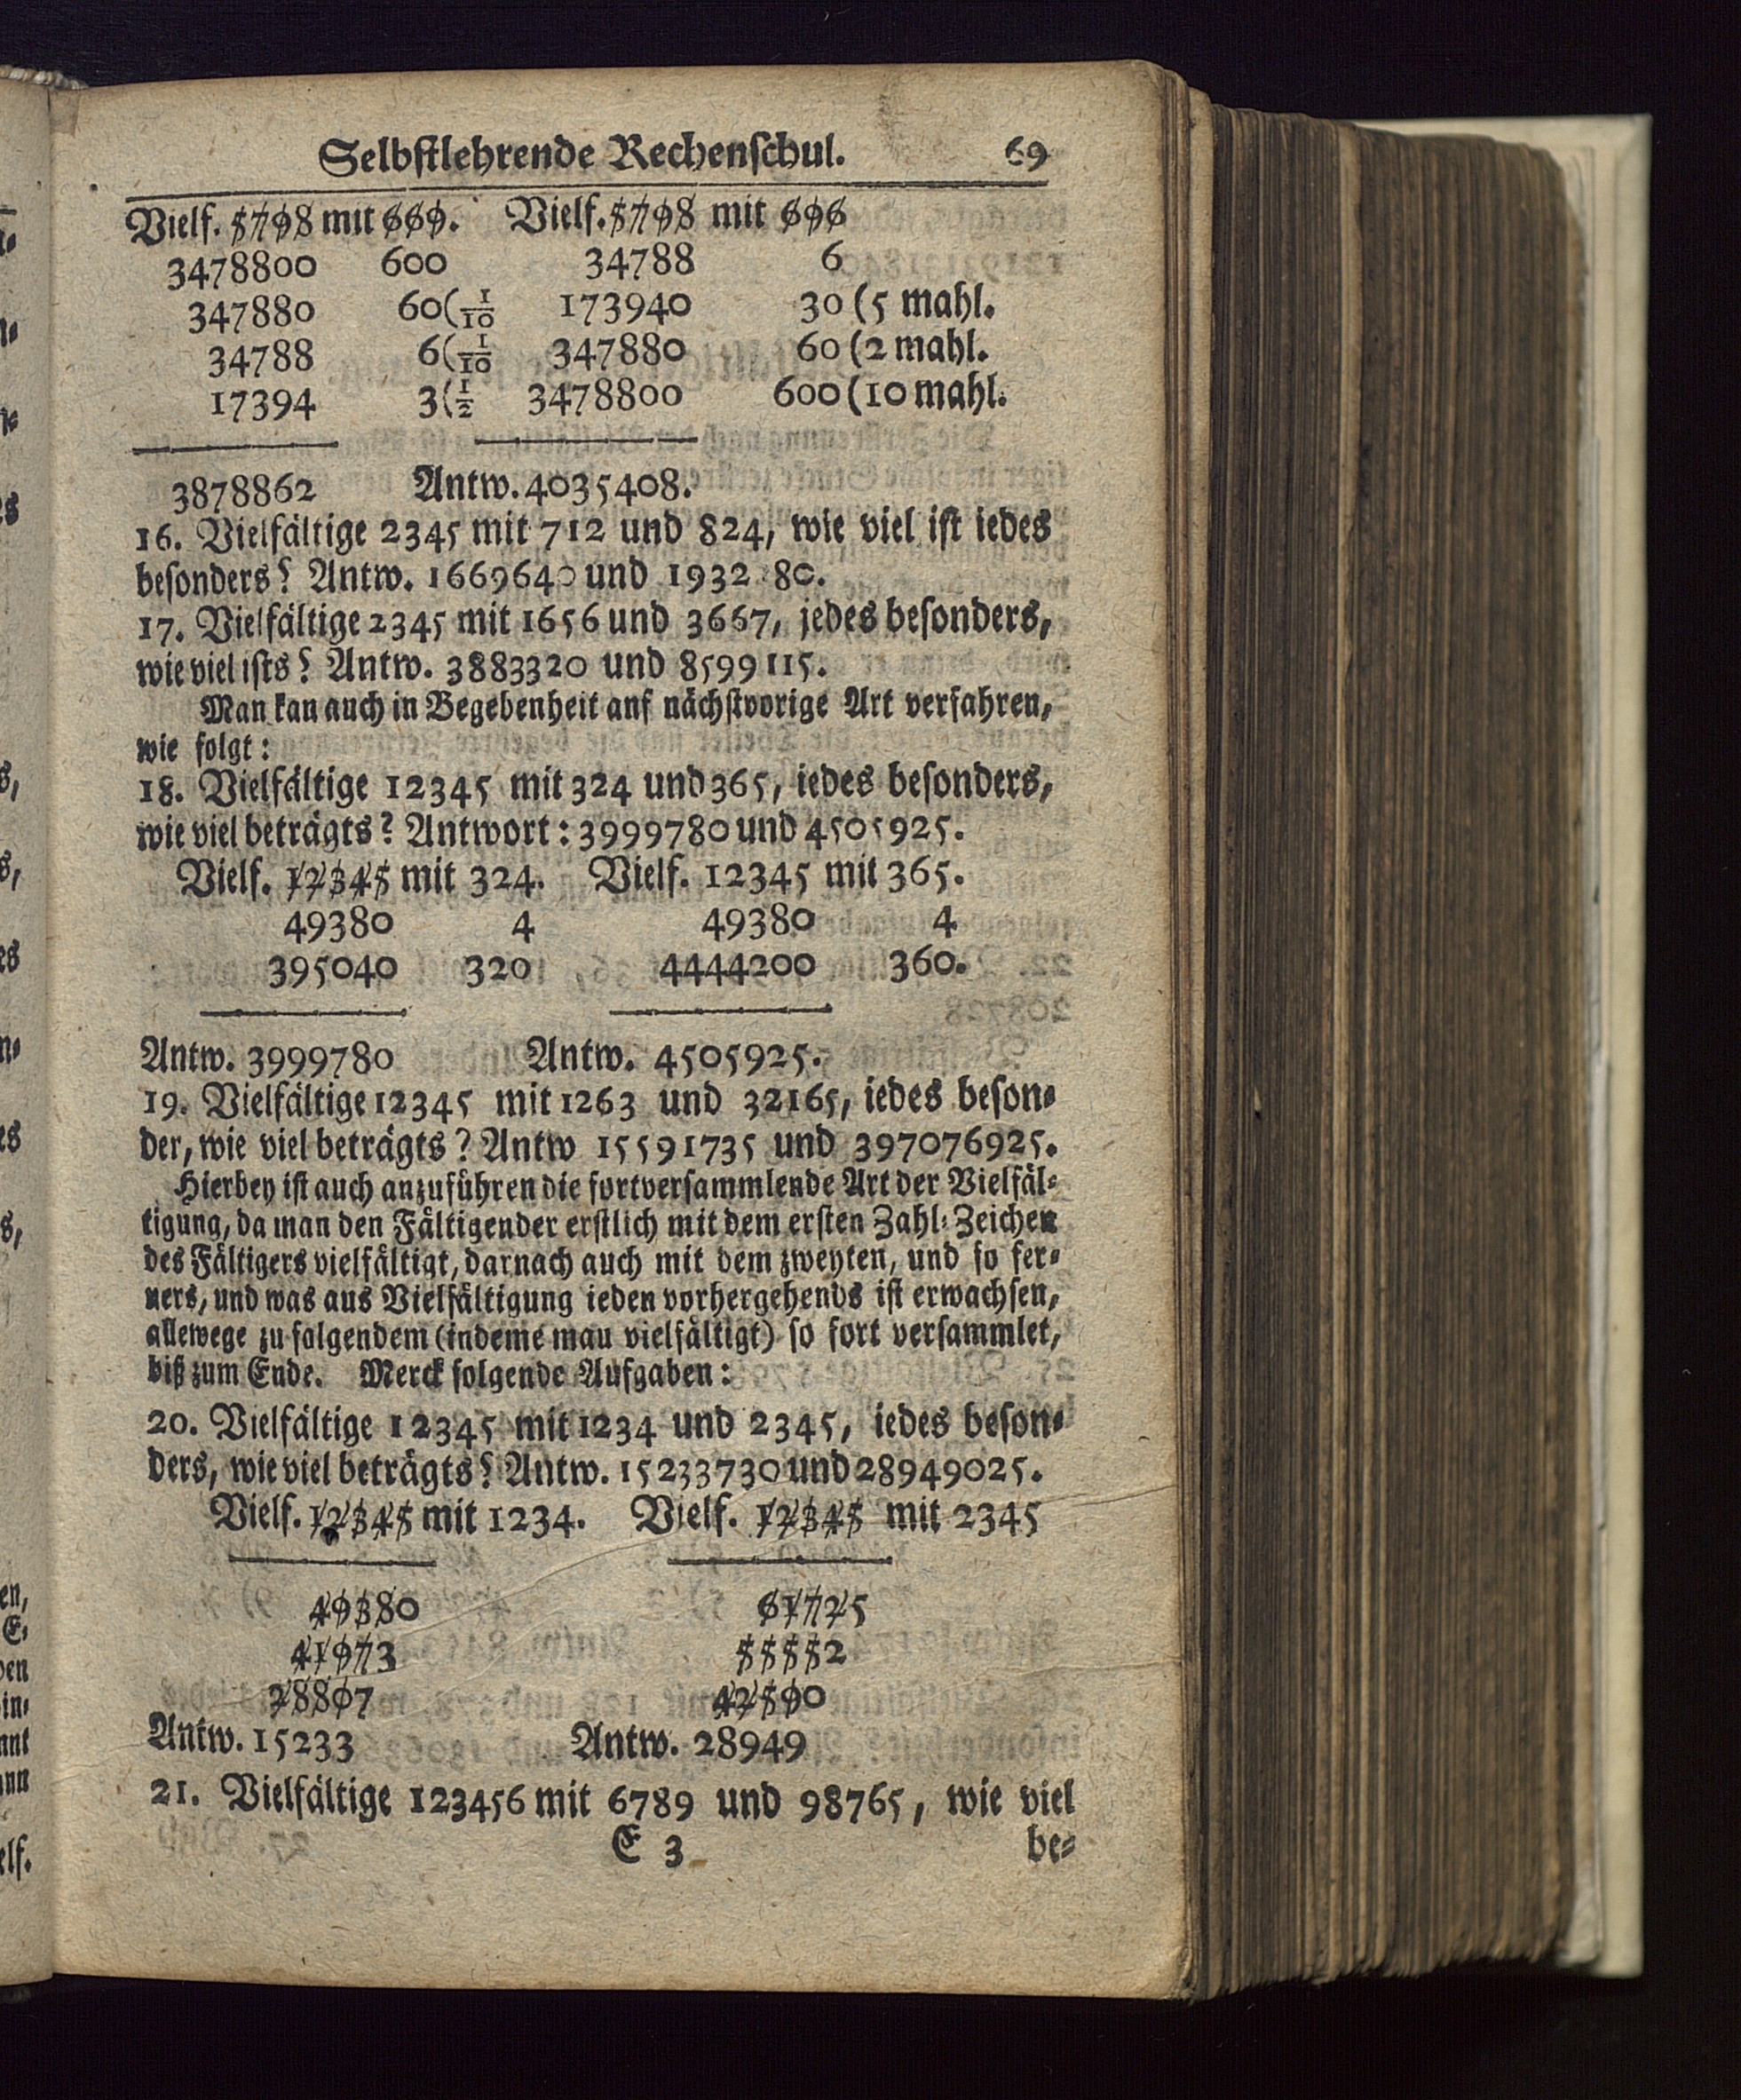 Selbstlehrende Rechenschul. 69
Vielf. 5798 mit 669. Vielf. 5798 mit 696
3478800 600 34788 6
347880 60(1/10 173940 30 (5 mahl.
34788 6(1/10 347880 60 (2 mahl.
17394 3(1/2 3478800 600 (10 mahl.
3878862 Antw. 4035408.
16. Vielfältige 2345 mit 712 und 824, wie viel ist iedes
besonders? Antw. 1669640 und 1932 80.
17. Vielfältige 2345 mit 1656 und 3667, jedes besonders,
wie viel ists? Antw. 3883320 und 8599115.
Man kan auch in Begebenheit auf nächstvorige Art verfahren,
wie folgt:
18. Vielfältige 12345 mit 324 und 365, iedes besonders,
wie viel beträgts? Antwort: 3999780 und 4505925.
Vielf. 12345 mit 324. Vielf. 12345 mit 365.
49380 4 49380 4
395040 320 4444200 360.
Antw. 3999780 Antw. 4505925.
19. Vielfältige 12345 mit 1263 und 32165, iedes beson-
der, wie viel beträgts? Antw 15591735 und 397076925.
Hierbey ist auch anzuführen die fortversammlende Art der Vielfäl-
tigung, da man den Fältigender erstlich mit dem ersten Zahl-Zeichen
des Fältigers vielfältigt, darnach auch mit dem zweyten, und so fer-
ners, und was aus Vielfältigung ieden vorhergehends ist erwachsen,
allewege zu folgendem (indeme mau vielfältigt) so fort versammlet,
biß zum Ende. Merck folgende Aufgaben:
20. Vielfältige 12345 mit 1234 und 2345, iedes beson-
ders, wie viel beträgts? Antw. 15233730 und 28949025.
Vielf. 12345 mit 1234. Vielf. 12345 mit 2345
49380 61725
41973 55552
28807 42590
Antw. 15233 Antw. 28949
21. Vielfältige 123456 mit 6789 und 98765, wie viel
E 3 be-